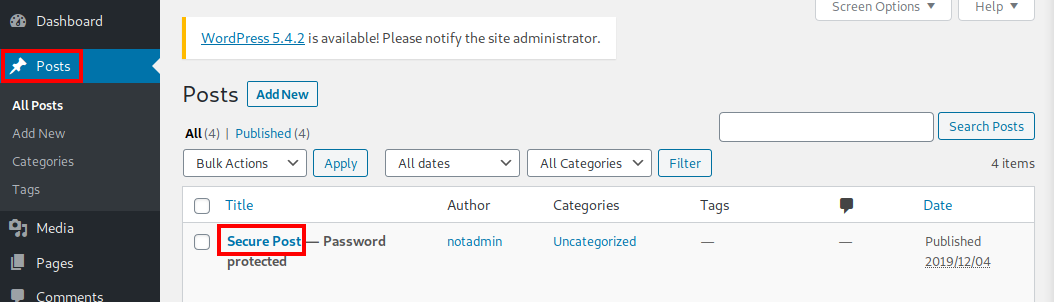 Dashboard
Posts
All Posts
Add New
Categories
Tags
Media
Pages
Comments
Screen Options
Help
WordPress 5.4.2 is available! Please notify the site administrator.
Posts Add New
All (4) | Published (4)
Search Posts
Bulk Actions Apply All dates All Categories Filter 4 items
Title Author Categories Tags Date
Secure Post — Password notadmin Uncategorized — — Published
protected 2019/12/04